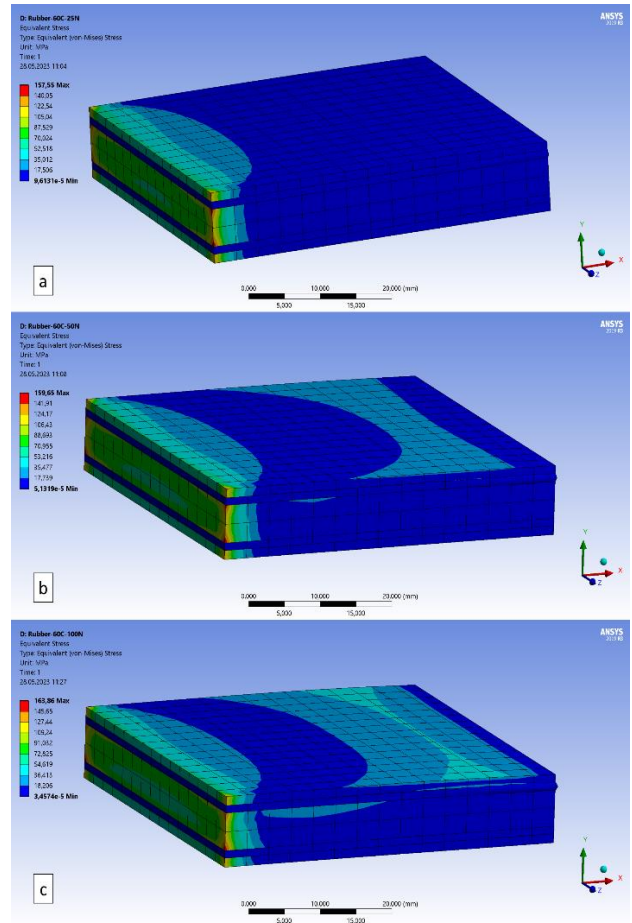 D: Rubber-60C-25N
Equivalent Stress
Type: Equivalent (von-Mises) Stress
Unit: MPa
Time: 1
28.05.2023 11:04
157,55 Max
140,05
122,54
105,04
87,529
70,024
52,518
35,012
17,506
9,6131e-5 Min
ANSYS
2019 R3
Y
X
Z
0,000 10,000 20,000 (mm)
5,000 15,000
a
D: Rubber-60C-50N
Equivalent Stress
Type: Equivalent (von-Mises) Stress
Unit: MPa
Time: 1
28.05.2023 11:08
159,65 Max
141,91
124,17
106,43
88,693
70,955
53,216
35,477
17,739
5,1319e-5 Min
ANSYS
2019 R3
Y
X
Z
0,000 10,000 20,000 (mm)
5,000 15,000
b
D: Rubber-60C-100N
Equivalent Stress
Type: Equivalent (von-Mises) Stress
Unit: MPa
Time: 1
28.05.2023 11:27
163,86 Max
145,65
127,44
109,24
91,032
72,825
54,619
36,413
18,206
3,4574e-5 Min
ANSYS
2019 R3
Y
X
Z
0,000 10,000 20,000 (mm)
5,000 15,000
c